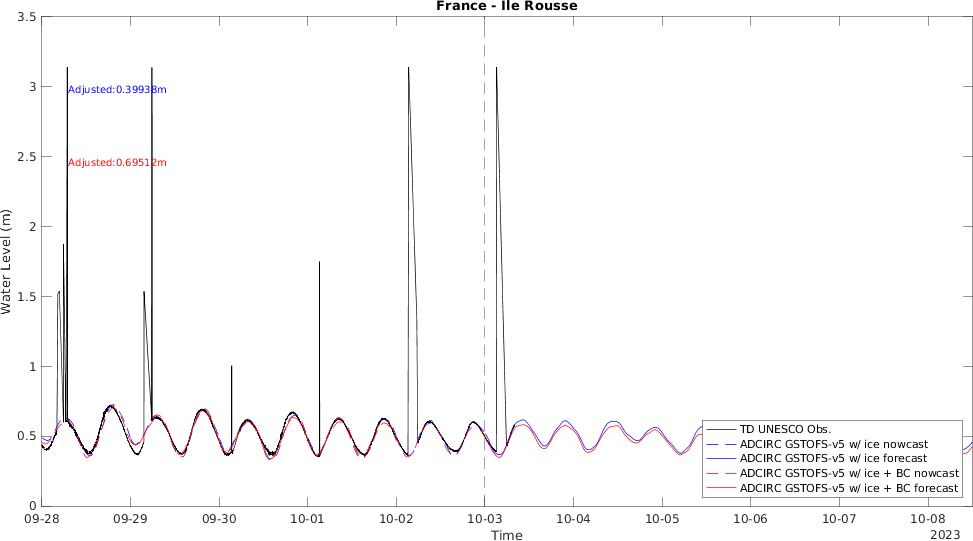 France - Ile Rousse
3.5
3
2.5
2
1.5
1
0.5
0
Water Level (m)
Adjusted:0.39938m
Adjusted:0.69512m
TD UNESCO Obs.
ADCIRC GSTOFS-v5 w/ ice nowcast
ADCIRC GSTOFS-v5 w/ ice forecast
ADCIRC GSTOFS-v5 w/ ice + BC nowcast
ADCIRC GSTOFS-v5 w/ ice + BC forecast
09-28 09-29 09-30 10-01 10-02 10-03 10-04 10-05 10-06 10-07 10-08
2023
Time